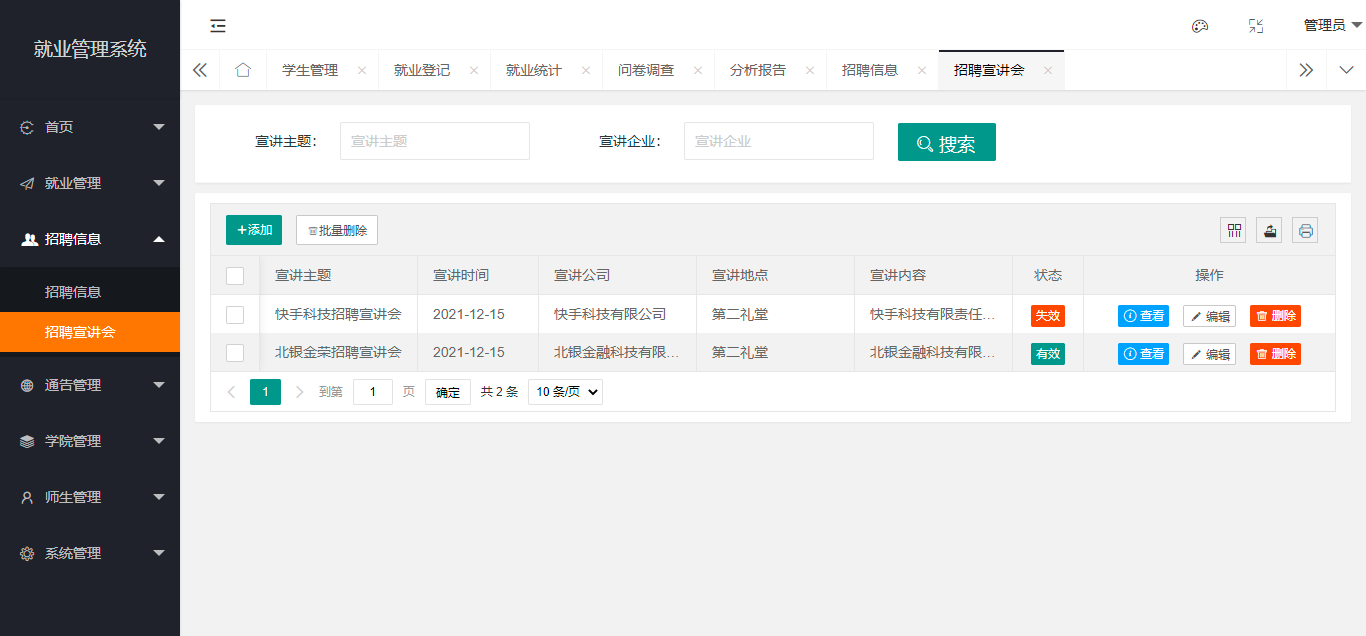 就业管理系统
管理员
学生管理 就业登记 就业统计 问卷调查 分析报告 招聘信息 招聘宣讲会
首页
就业管理
招聘信息
招聘信息
招聘宣讲会
通告管理
学院管理
师生管理
系统管理
宣讲主题： 宣讲主题 宣讲企业： 宣讲企业 搜索
+添加 批量删除
宣讲主题 宣讲时间 宣讲公司 宣讲地点 宣讲内容 状态 操作
快手科技招聘宣讲会 2021-12-15 快手科技有限公司 第二礼堂 快手科技有限责任... 失效 查看 编辑 删除
北银金荣招聘宣讲会 2021-12-15 北银金融科技有限... 第二礼堂 北银金融科技有限... 有效 查看 编辑 删除
1 到第 1 页 确定 共 2 条 10 条/页